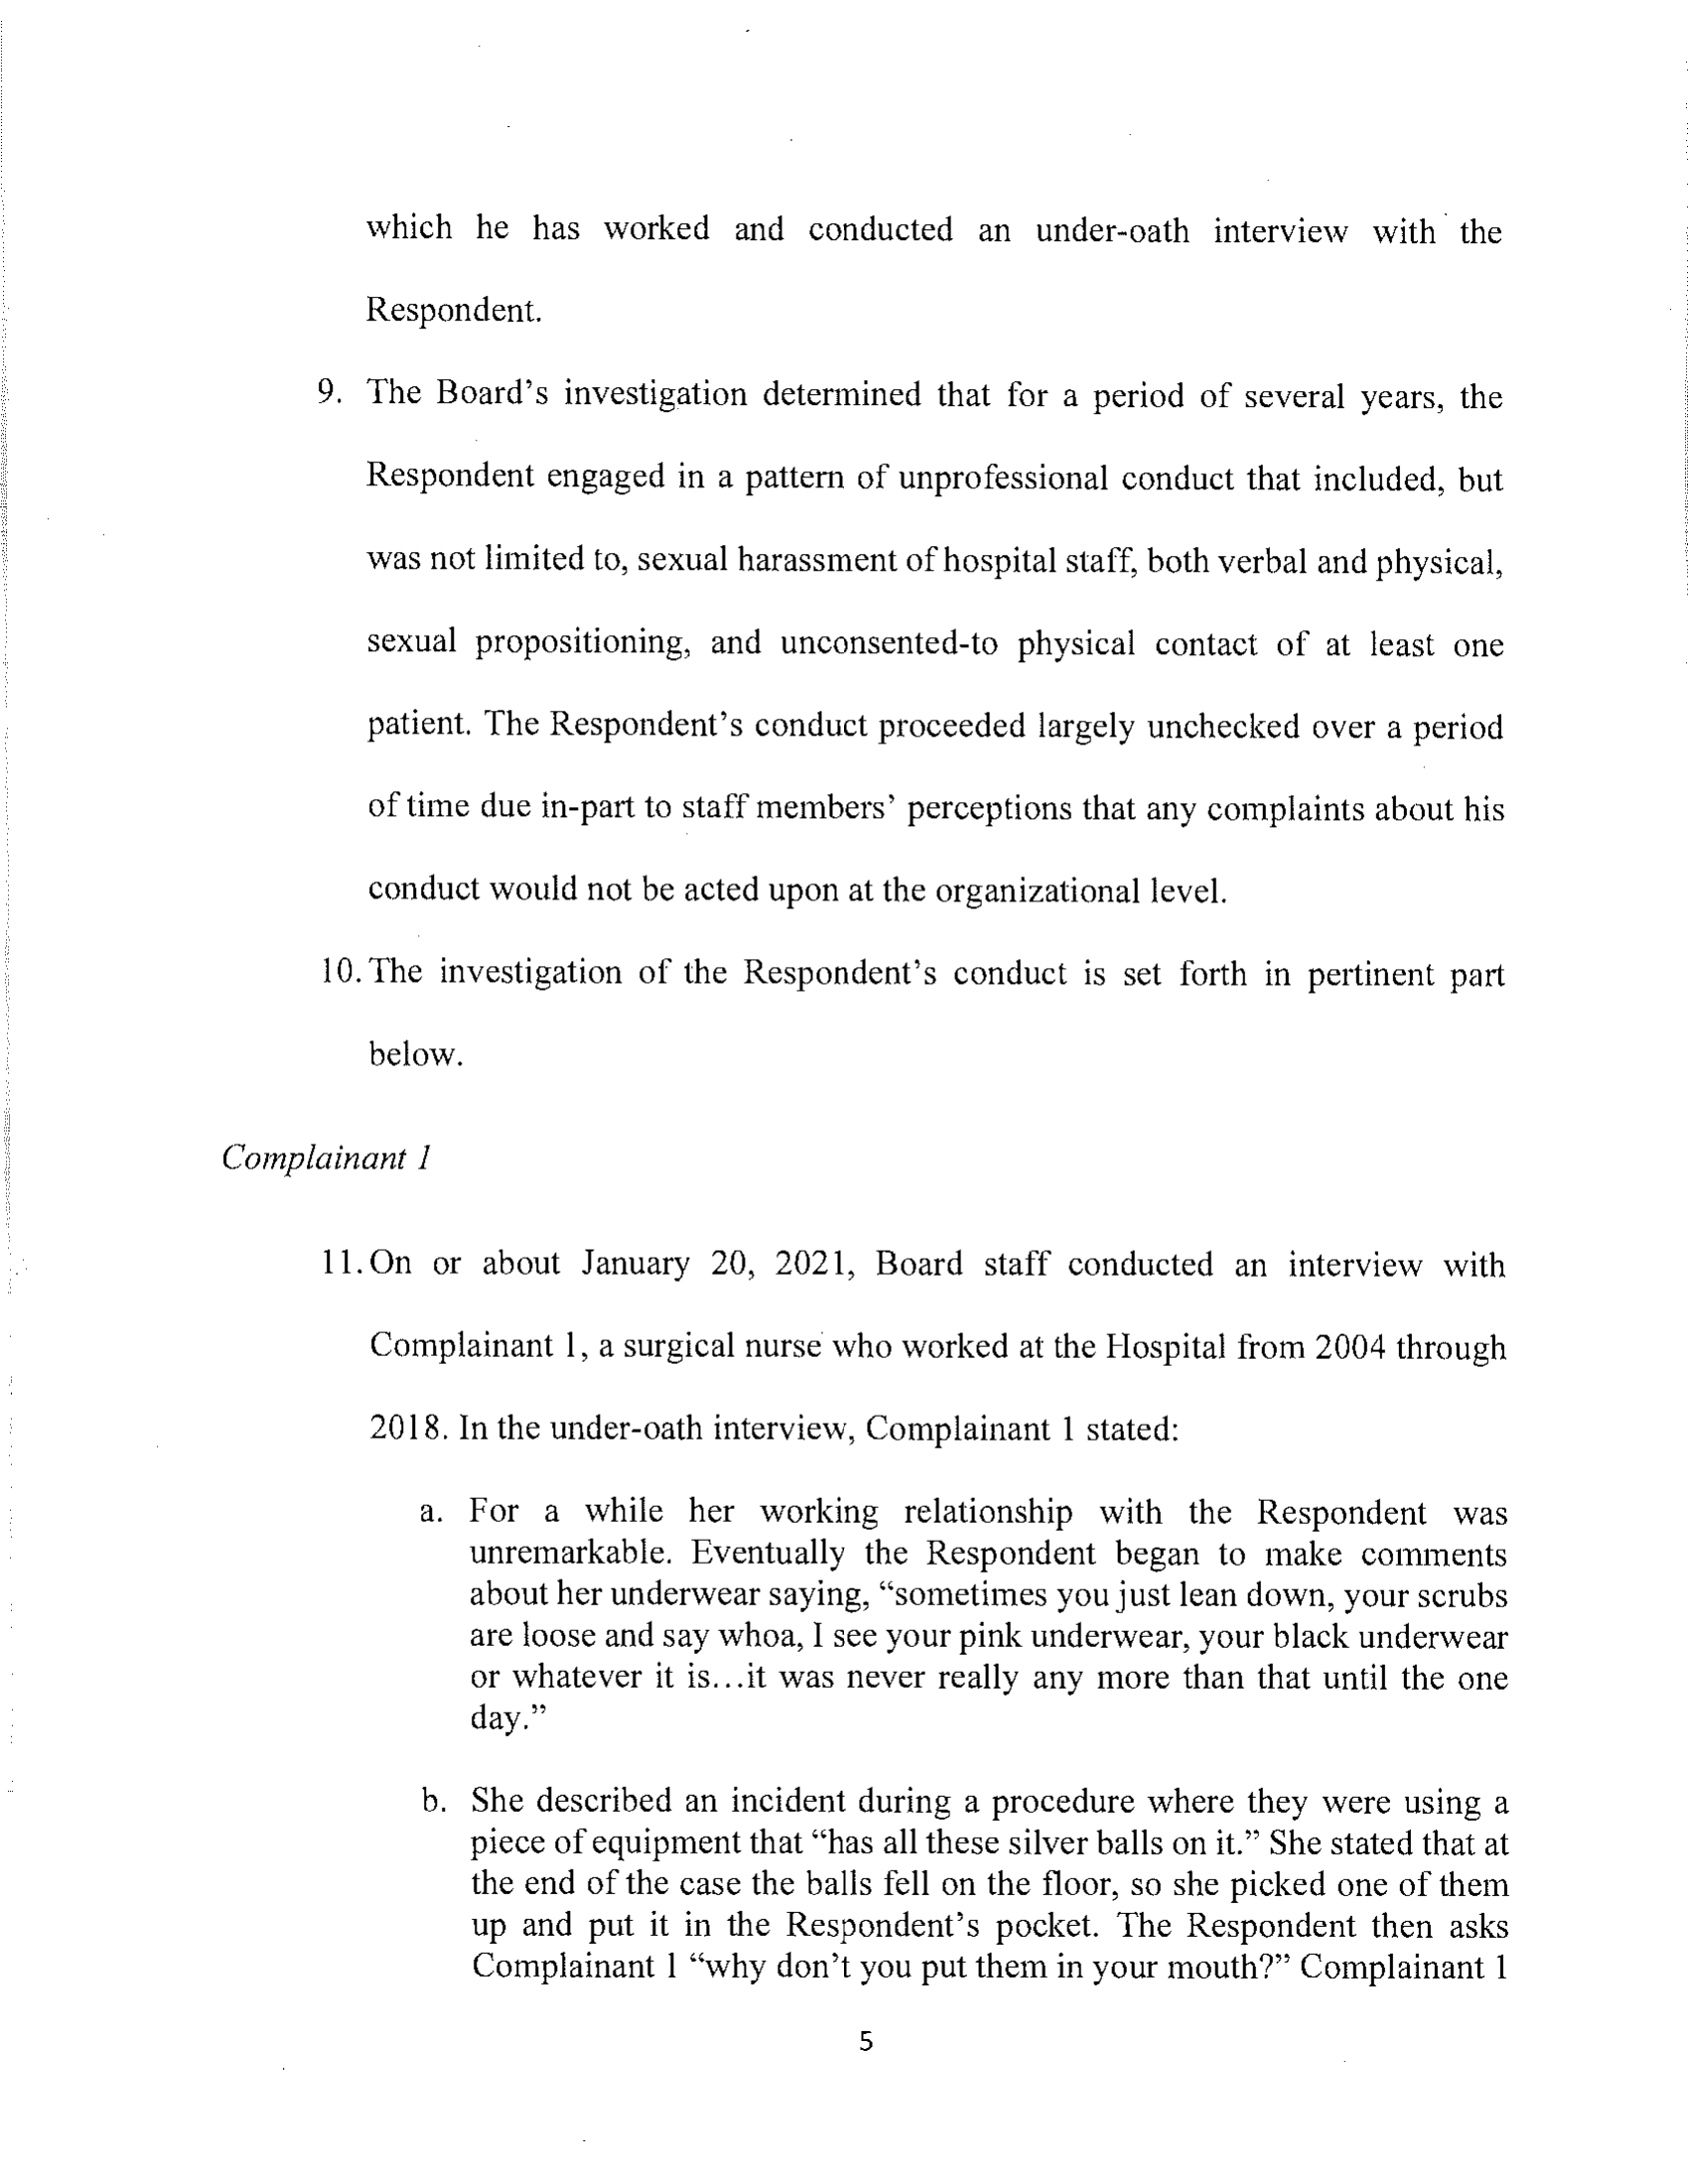 which he has worked and conducted an under-oath interview with the
Respondent.
9. The Board's investigation determined that for a period of several years, the
Respondent engaged in a pattern of unprofessional conduct that included, but
was not limited to, sexual harassment of hospital staff, both verbal and physical,
sexual propositioning, and unconsented-to physical contact of at least one
patient. The Respondent's conduct proceeded largely unchecked over a period
of time due in-part to staff members' perceptions that any complaints about his
conduct would not be acted upon at the organizational level.
10. The investigation of the Respondent's conduct is set forth in pertinent part
below.
Complainant 1
11. On or about January 20, 2021, Board staff conducted an interview with
Complainant 1, a surgical nurse who worked at the Hospital from 2004 through
2018. In the under-oath interview, Complainant 1 stated:
a. For a while her working relationship with the Respondent was
unremarkable. Eventually the Respondent began to make comments
about her underwear saying, “sometimes you just lean down, your scrubs
are loose and say whoa, I see your pink underwear, your black underwear
or whatever it is...it was never really any more than that until the one
day.”
b. She described an incident during a procedure where they were using a
piece of equipment that “has all these silver balls on it.” She stated that at
the end of the case the balls fell on the floor, so she picked one of them
up and put it in the Respondent's pocket. The Respondent then asks
Complainant 1 “why don't you put them in your mouth?” Complainant 1
5